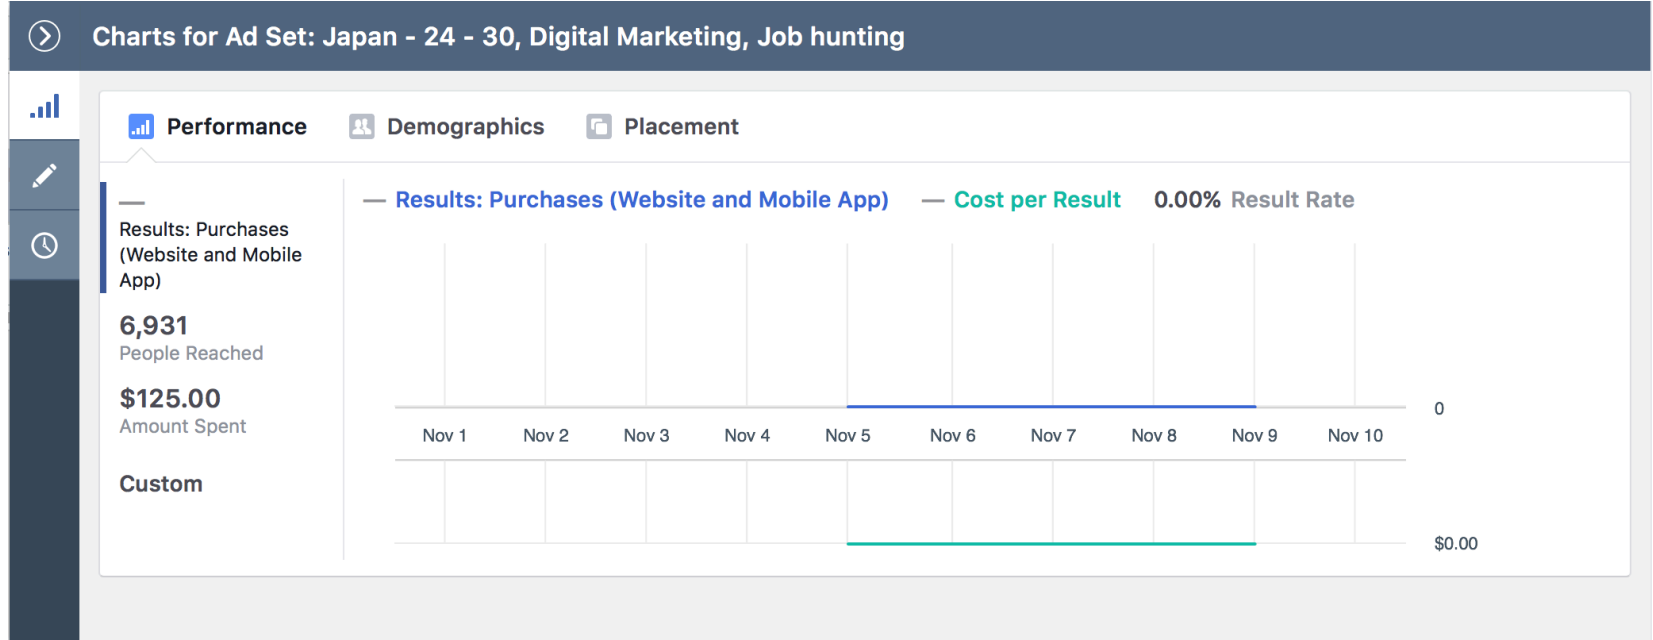 Charts for Ad Set: Japan - 24 - 30, Digital Marketing, Job hunting
Performance Demographics Placement
—
Results: Purchases
(Website and Mobile
App)
6,931
People Reached
$125.00
Amount Spent
Custom
— Results: Purchases (Website and Mobile App) — Cost per Result 0.00% Result Rate
0
Nov 1 Nov 2 Nov 3 Nov 4 Nov 5 Nov 6 Nov 7 Nov 8 Nov 9 Nov 10
$0.00